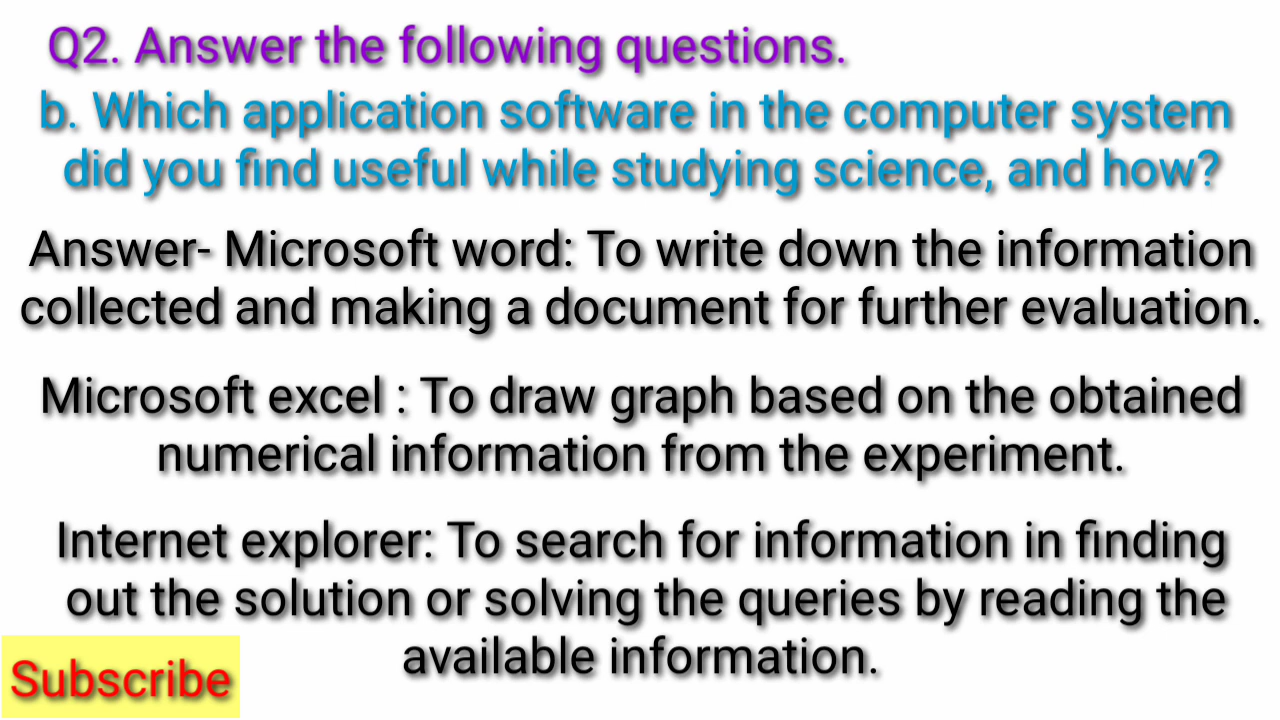 Q2. Answer the following questions.
b. Which application software in the computer system
did you find useful while studying science, and how?
Answer- Microsoft word: To write down the information
collected and making a document for further evaluation.
Microsoft excel : To draw graph based on the obtained
numerical information from the experiment.
Internet explorer: To search for information in finding
out the solution or solving the queries by reading the
available information.
Subscribe